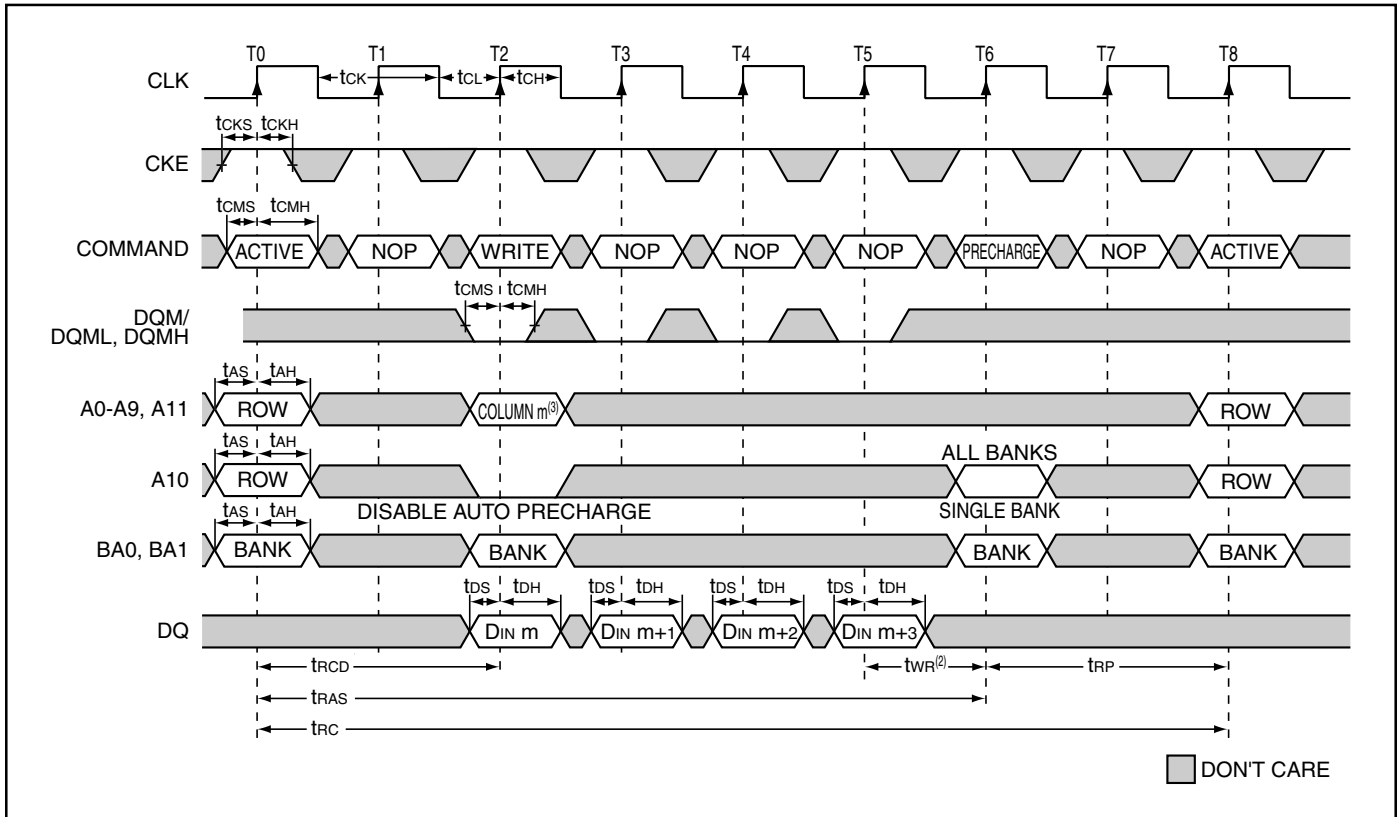 T0 T1 T2 T3 T4 T5 T6 T7 T8
CLK
tCK tCL tCH
tCKS tCKH
CKE
tCMS tCMH
COMMAND ACTIVE NOP WRITE NOP NOP NOP PRECHARGE NOP ACTIVE
tCMS tCMH
DQM/
DQML, DQMH
tAS tAH
A0-A9, A11 ROW COLUMN m(3) ROW
tAS tAH ALL BANKS
A10 ROW ROW
tAS tAH DISABLE AUTO PRECHARGE SINGLE BANK
BA0, BA1 BANK BANK BANK BANK
tDS tDH tDS tDH tDS tDH tDS tDH
DQ DIN m DIN m+1 DIN m+2 DIN m+3
tRCD tWR(2) tRP
tRAS
tRC
DON'T CARE